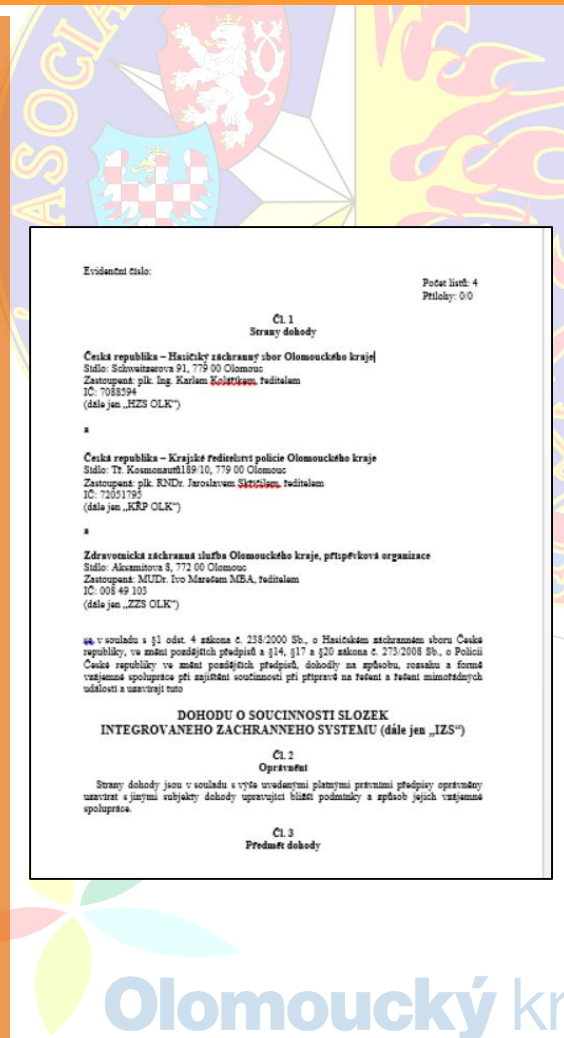 ASOCIA
Evidenční číslo:
Počet listů: 4
Přílohy: 0/0
Čl. 1
Strany dohody
Česká republika – Hasičský záchranný sbor Olomouckého kraje
Sídlo: Schweitzerova 91, 779 00 Olomouc
Zastoupená: plk. Ing. Karlem Kolářikem, ředitelem
IČ: 7088594
(dále jen „HZS OLK")
a
Česká republika – Krajské ředitelství policie Olomouckého kraje
Sídlo: Tř. Kosmonautů189/10, 779 00 Olomouc
Zastoupená: plk. RNDr. Jaroslavem Skříčilem, ředitelem
IČ: 72051795
(dále jen „KŘP OLK")
a
Zdravotnická záchranná služba Olomouckého kraje, příspěvková organizace
Sídlo: Aksamitova 8, 772 00 Olomouc
Zastoupená: MUDr. Ivo Marešem MBA, ředitelem
IČ: 008 49 103
(dále jen „ZZS OLK")
se v souladu s §1 odst. 4 zákona č. 238/2000 Sb., o Hasičském záchranném sboru České
republiky, ve znění pozdějších předpisů a §14, §17 a §20 zákona č. 273/2008 Sb., o Policii
České republiky ve znění pozdějších předpisů, dohodly na způsobu, rozsahu a formě
vzájemné spolupráce při zajištění součinnosti při přípravě na řešení a řešení mimořádných
událostí a uzavírají tuto
DOHODU O SOUCINNOSTI SLOZEK
INTEGROVANEHO ZACHRANNEHO SYSTEMU (dále jen „IZS")
Čl. 2
Oprávnění
Strany dohody jsou v souladu s výše uvedenými platnými právními předpisy oprávněny
uzavírat s jinými subjekty dohody upravující bližší podmínky a způsob jejich vzájemné
spolupráce.
Čl. 3
Předmět dohody
Olomoucký kr